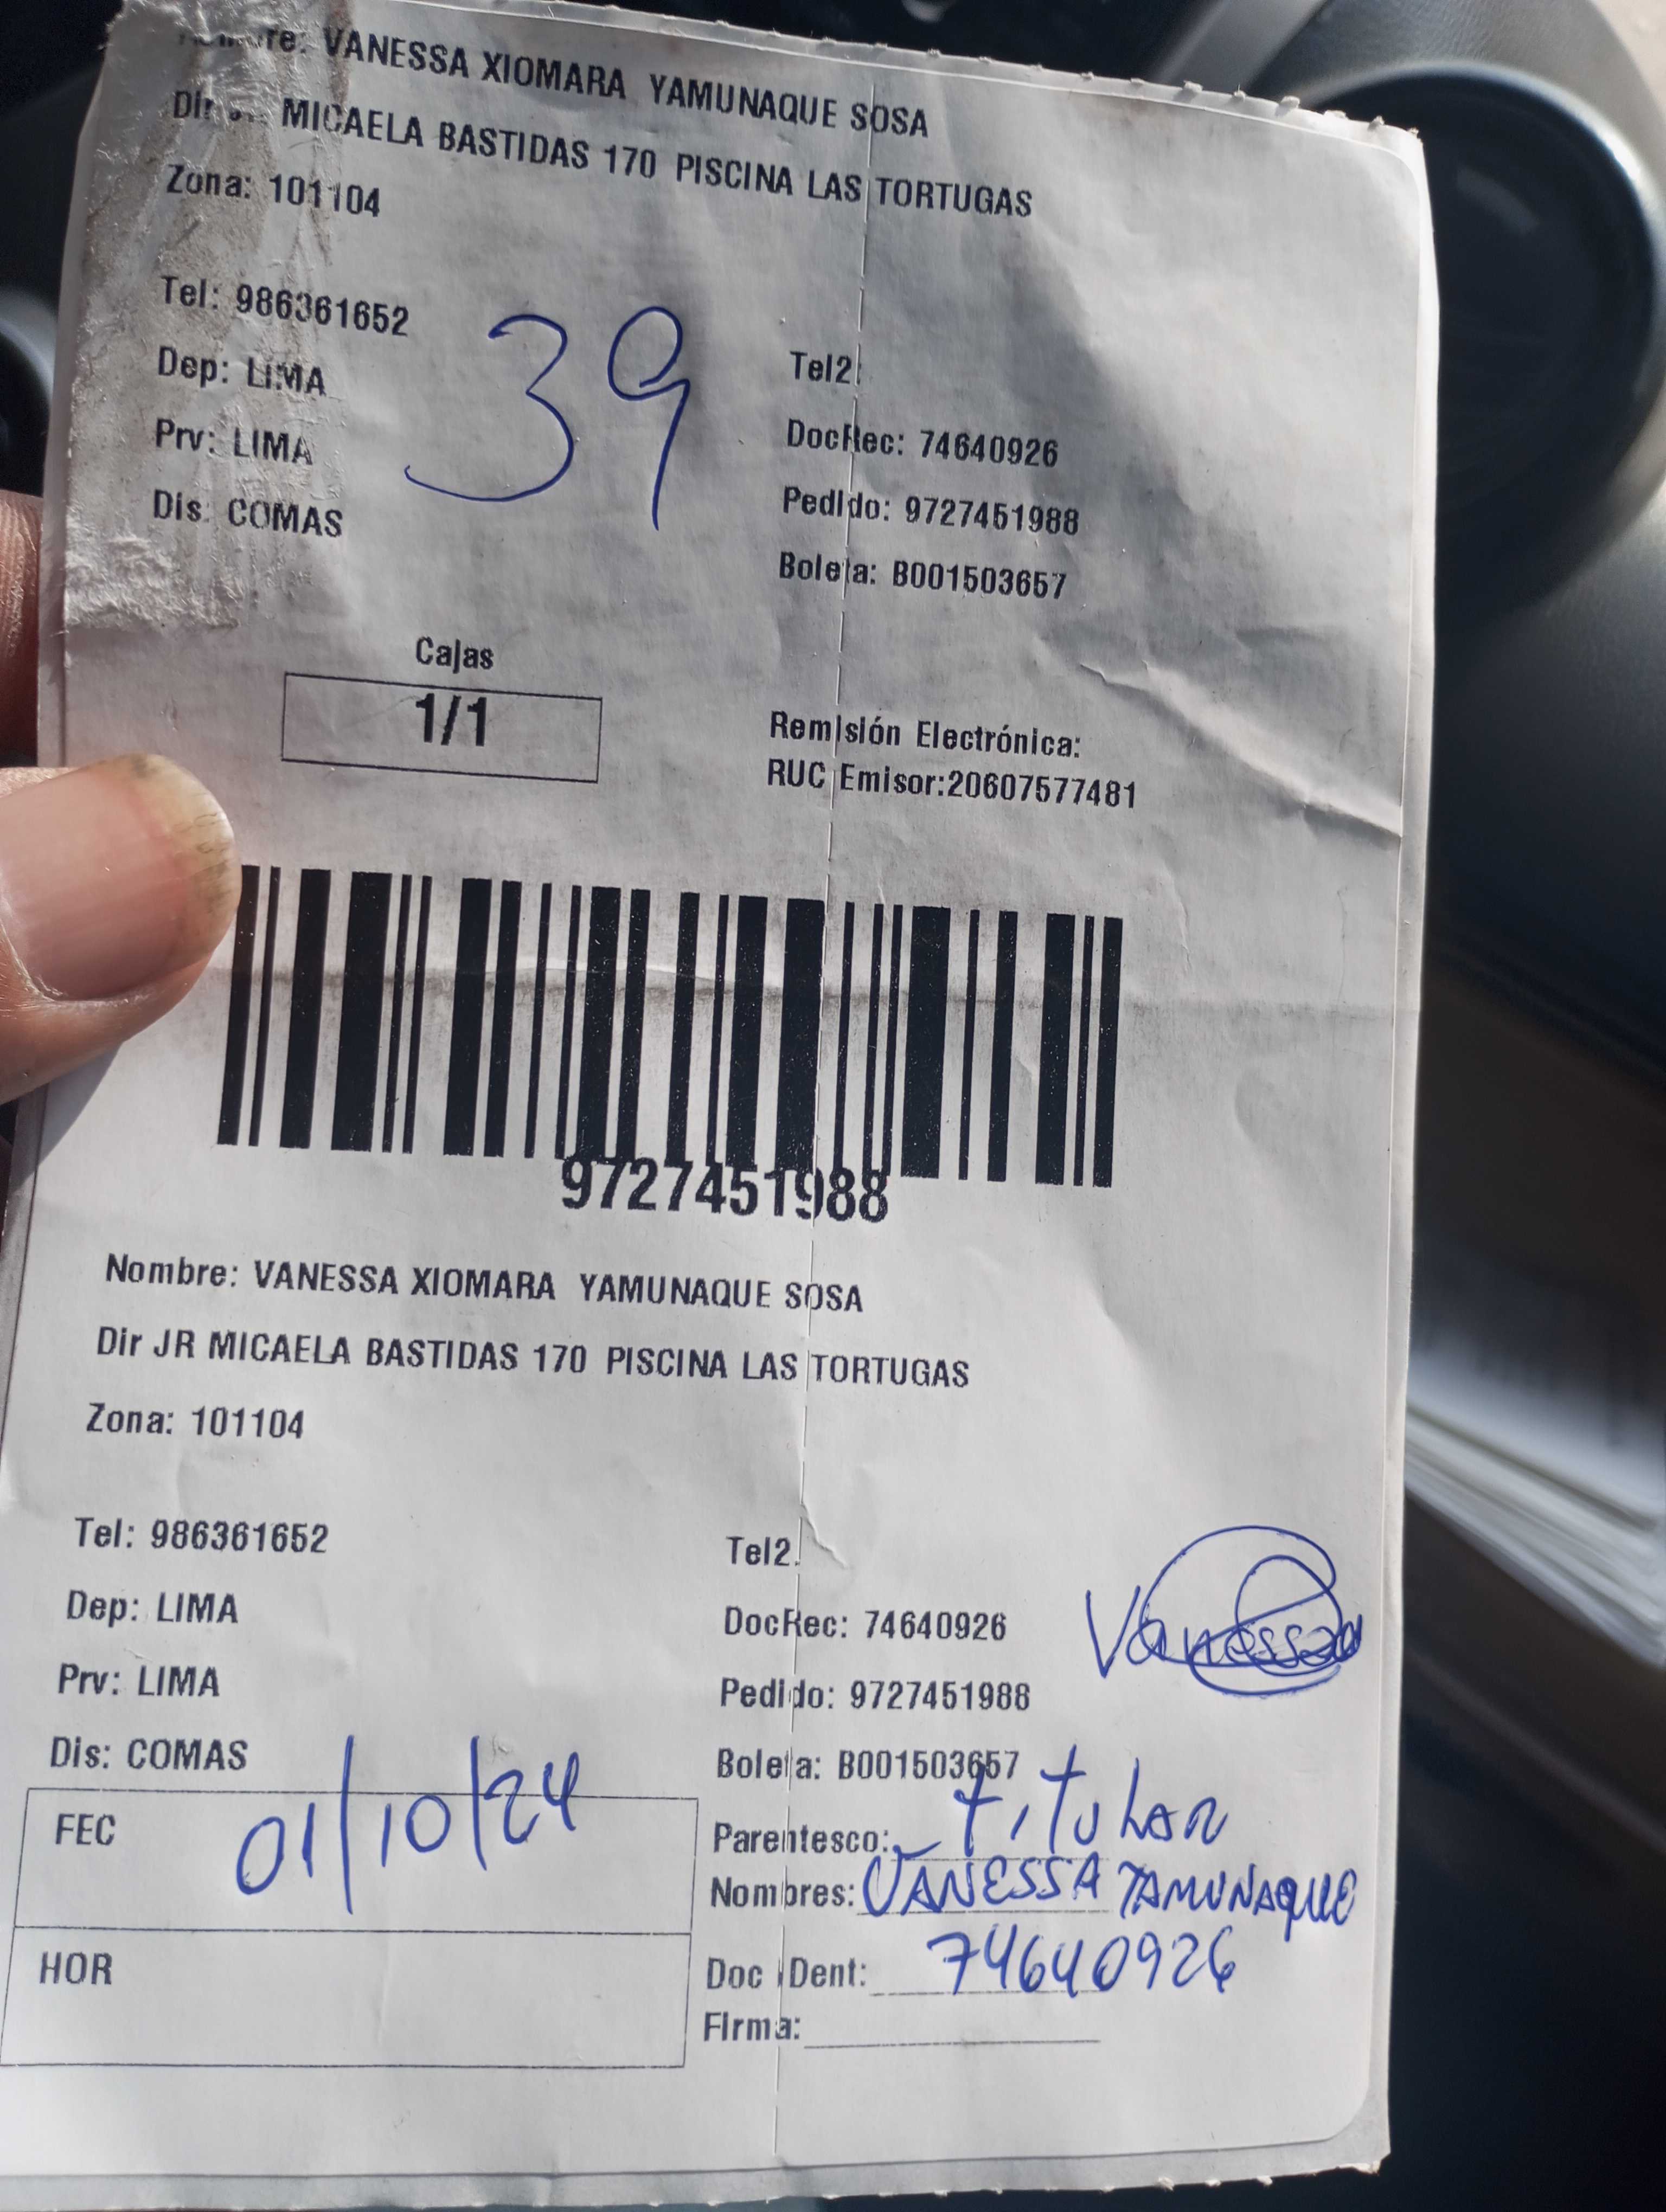 Nombre: VANESSA XIOMARA YAMUNAQUE SOSA
Dir JR MICAELA BASTIDAS 170 PISCINA LAS TORTUGAS
Zona: 101104
Tel: 986361652
39
Tel2:
Dep: LIMA
DocRec: 74640926
Prv: LIMA
Pedido: 9727451988
Dis: COMAS
Boleta: B001503657
Cajas
1/1
Remisión Electrónica:
RUC Emisor:20607577481
9727451988
Nombre: VANESSA XIOMARA YAMUNAQUE SOSA
Dir JR MICAELA BASTIDAS 170 PISCINA LAS TORTUGAS
Zona: 101104
Tel: 986361652
Tel2:
Dep: LIMA
DocRec: 74640926
Vanessa
Prv: LIMA
Pedido: 9727451988
Dis: COMAS
Boleta: B001503657
FEC 01/10/24
Parentesco: titular
Nombres: VANESSA YAMUNAQUE
HOR
Doc iDent: 74640926
Firma: